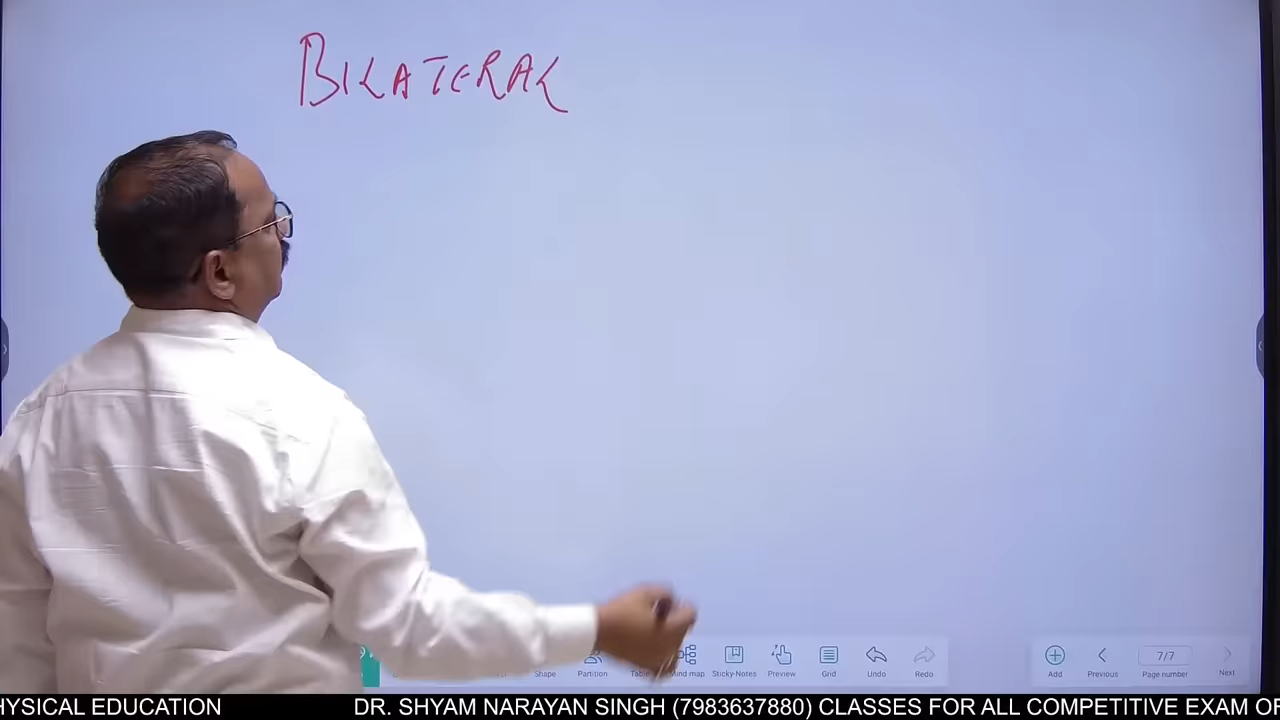 BILATERAL
Shape Partition Table Mind map Sticky-Notes Preview Grid Undo Redo
Add Previous 7/7 Page number Next
HYSICAL EDUCATION DR. SHYAM NARAYAN SINGH (7983637880) CLASSES FOR ALL COMPETITIVE EXAM OF